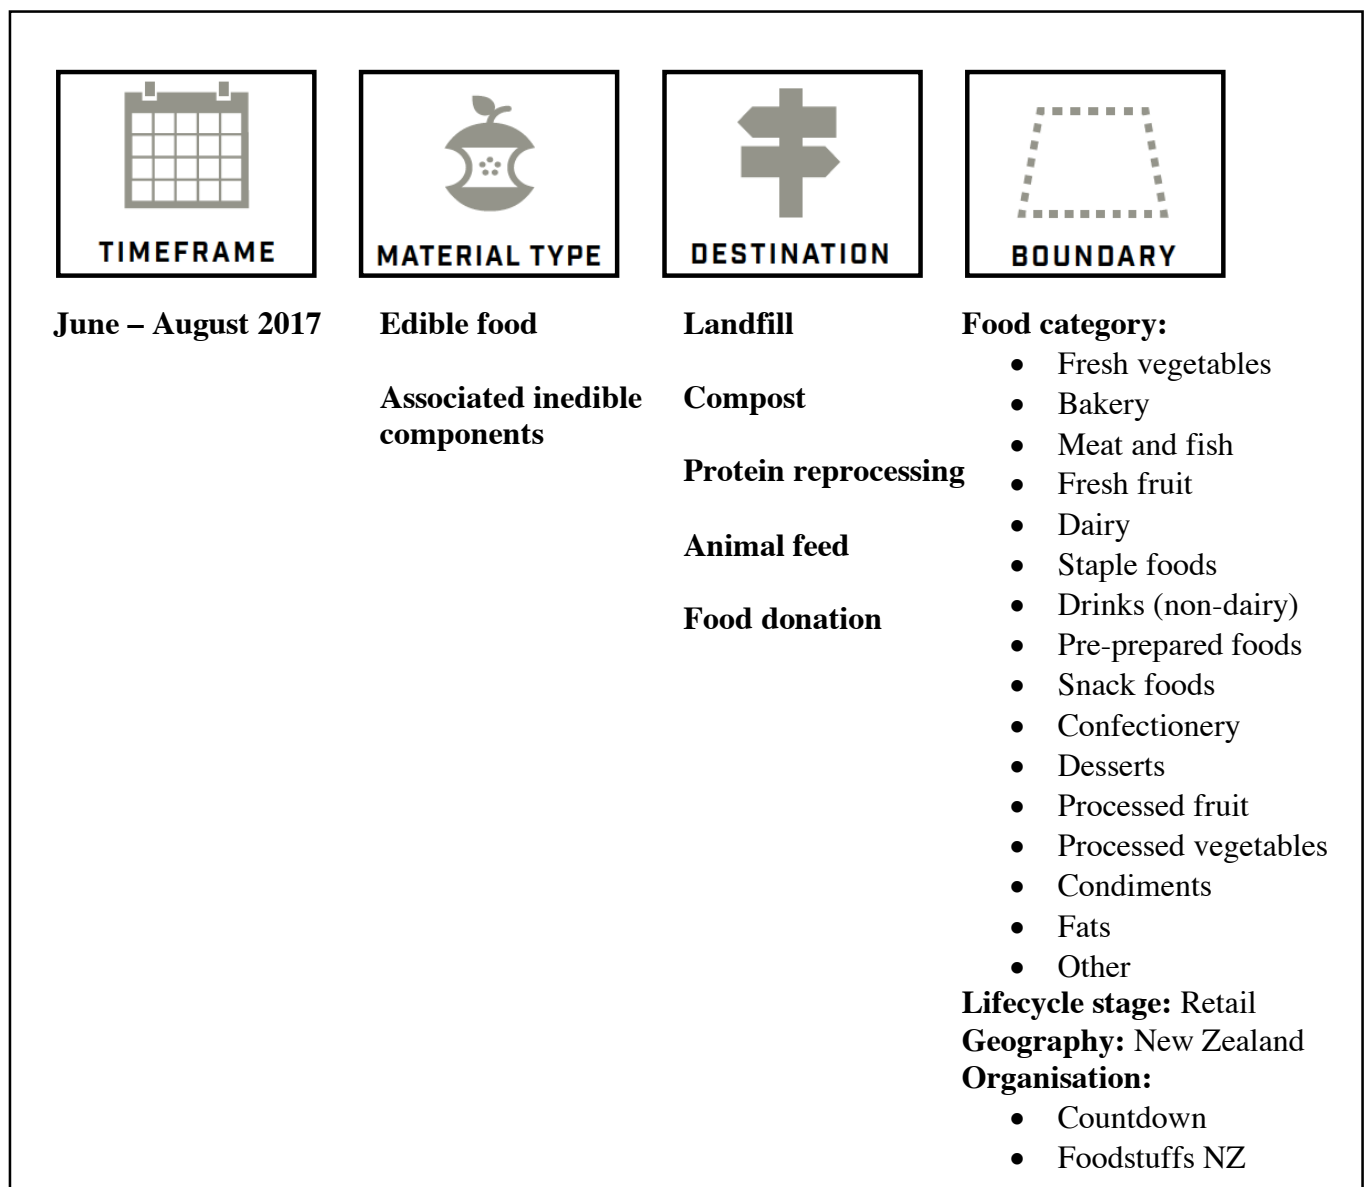 TIMEFRAME
June – August 2017
MATERIAL TYPE
Edible food
Associated inedible
components
DESTINATION
Landfill
Compost
Protein reprocessing
Animal feed
Food donation
BOUNDARY
Food category:
• Fresh vegetables
• Bakery
• Meat and fish
• Fresh fruit
• Dairy
• Staple foods
• Drinks (non-dairy)
• Pre-prepared foods
• Snack foods
• Confectionery
• Desserts
• Processed fruit
• Processed vegetables
• Condiments
• Fats
• Other
Lifecycle stage: Retail
Geography: New Zealand
Organisation:
• Countdown
• Foodstuffs NZ